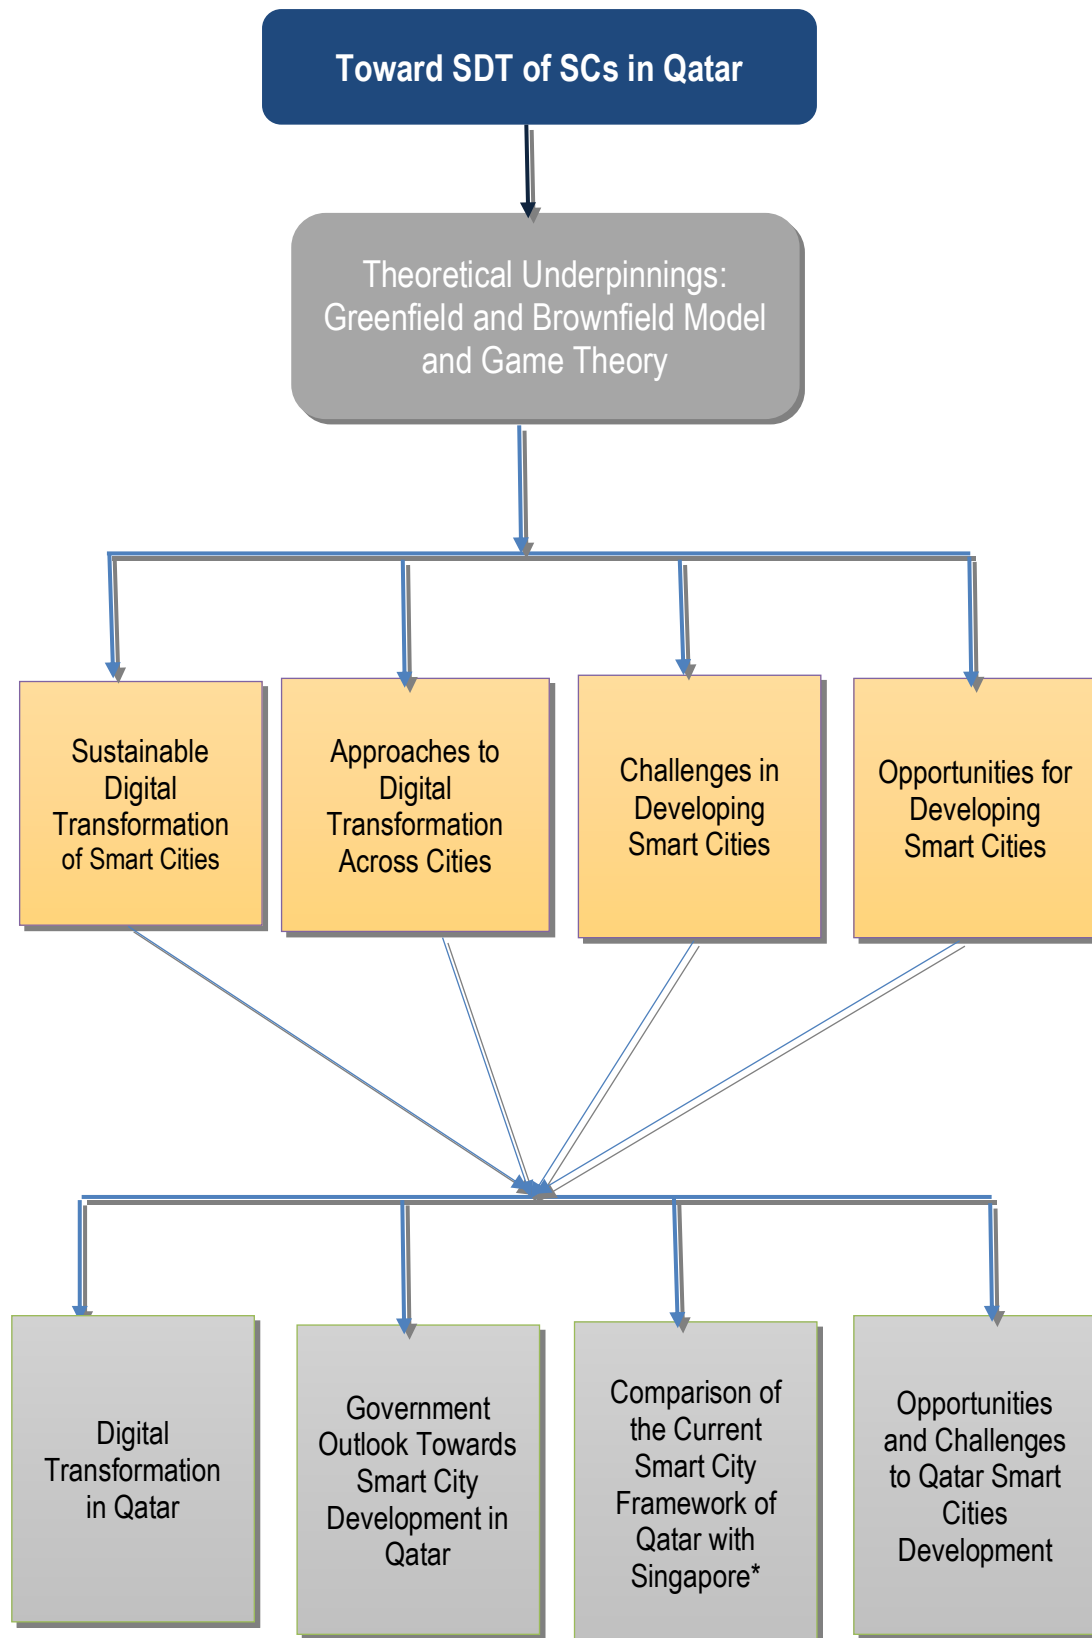 Toward SDT of SCs in Qatar
Theoretical Underpinnings:
Greenfield and Brownfield Model
and Game Theory
Sustainable
Digital
Transformation
of Smart Cities
Approaches to
Digital
Transformation
Across Cities
Challenges in
Developing
Smart Cities
Opportunities for
Developing
Smart Cities
Digital
Transformation
in Qatar
Government
Outlook Towards
Smart City
Development in
Qatar
Comparison of
the Current
Smart City
Framework of
Qatar with
Singapore*
Opportunities
and Challenges
to Qatar Smart
Cities
Development